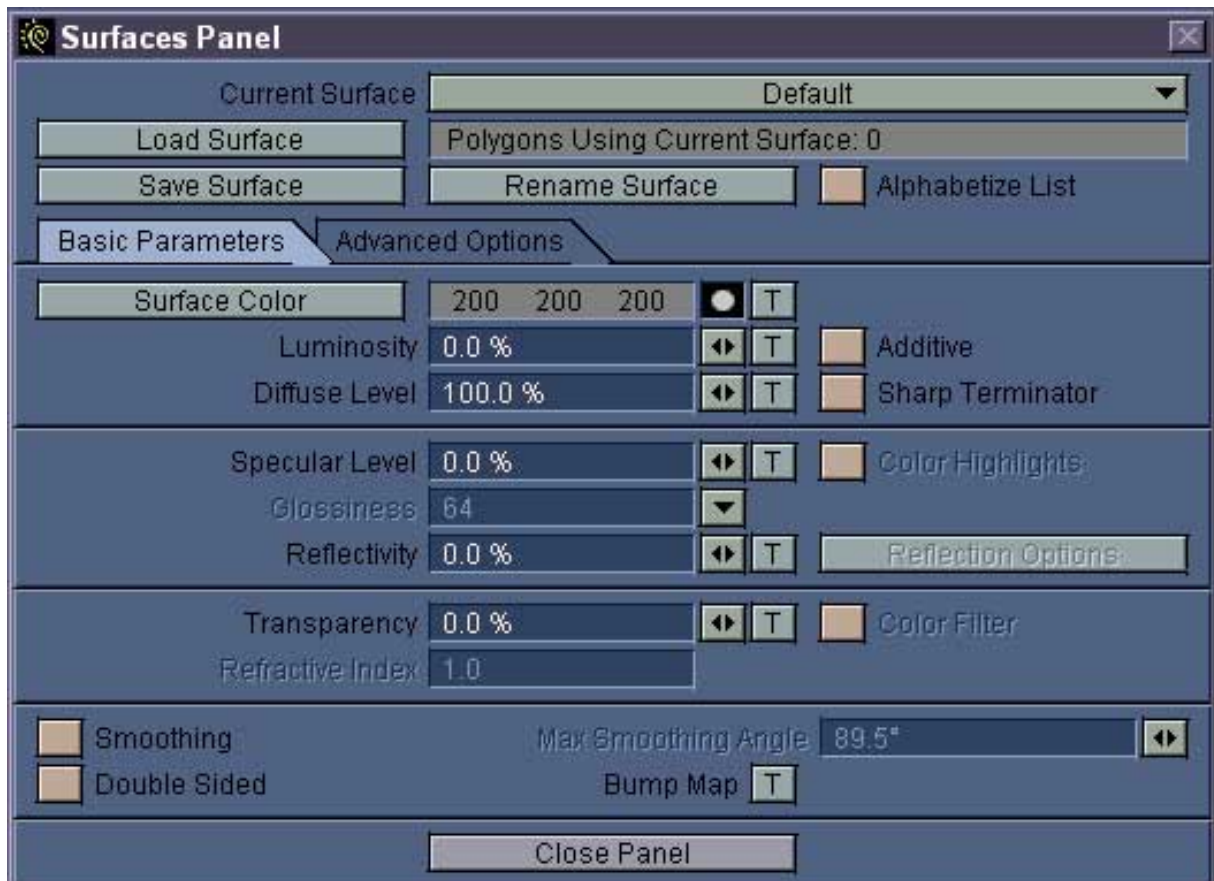 Surfaces Panel
Current Surface Default
Load Surface Polygons Using Current Surface: 0
Save Surface Rename Surface Alphabetize List
Basic Parameters Advanced Options
Surface Color 200 200 200 T
Luminosity 0.0 % T Additive
Diffuse Level 100.0 % T Sharp Terminator
Specular Level 0.0 % T Color Highlights
Glossiness 64
Reflectivity 0.0 % T Reflection Options
Transparency 0.0 % T Color Filter
Refractive Index 1.0
Smoothing Max Smoothing Angle 89.5°
Double Sided Bump Map T
Close Panel